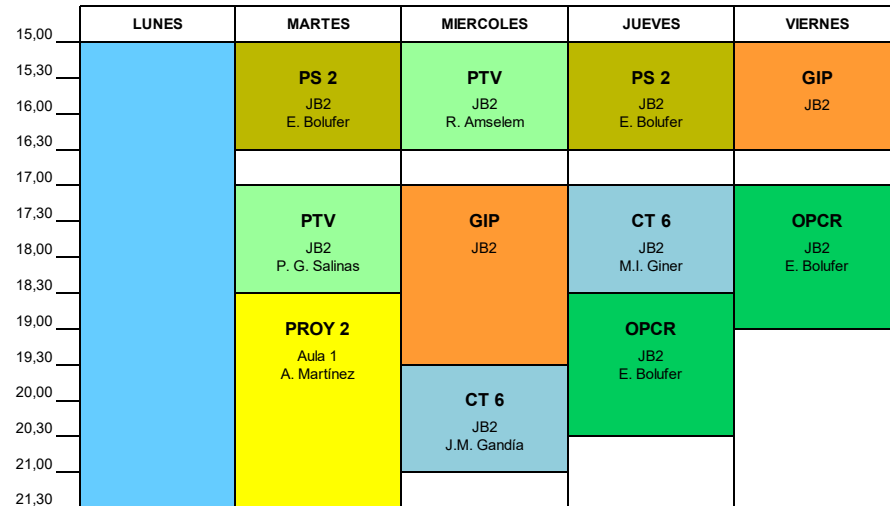 LUNES MARTES MIERCOLES JUEVES VIERNES
15,00
15,30
16,00
16,30
17,00
17,30
18,00
18,30
19,00
19,30
20,00
20,30
21,00
21,30
PS 2
JB2
E. Bolufer
PTV
JB2
P. G. Salinas
PROY 2
Aula 1
A. Martínez
PTV
JB2
R. Amselem
GIP
JB2
CT 6
JB2
J.M. Gandía
PS 2
JB2
E. Bolufer
CT 6
JB2
M.I. Giner
OPCR
JB2
E. Bolufer
GIP
JB2
OPCR
JB2
E. Bolufer